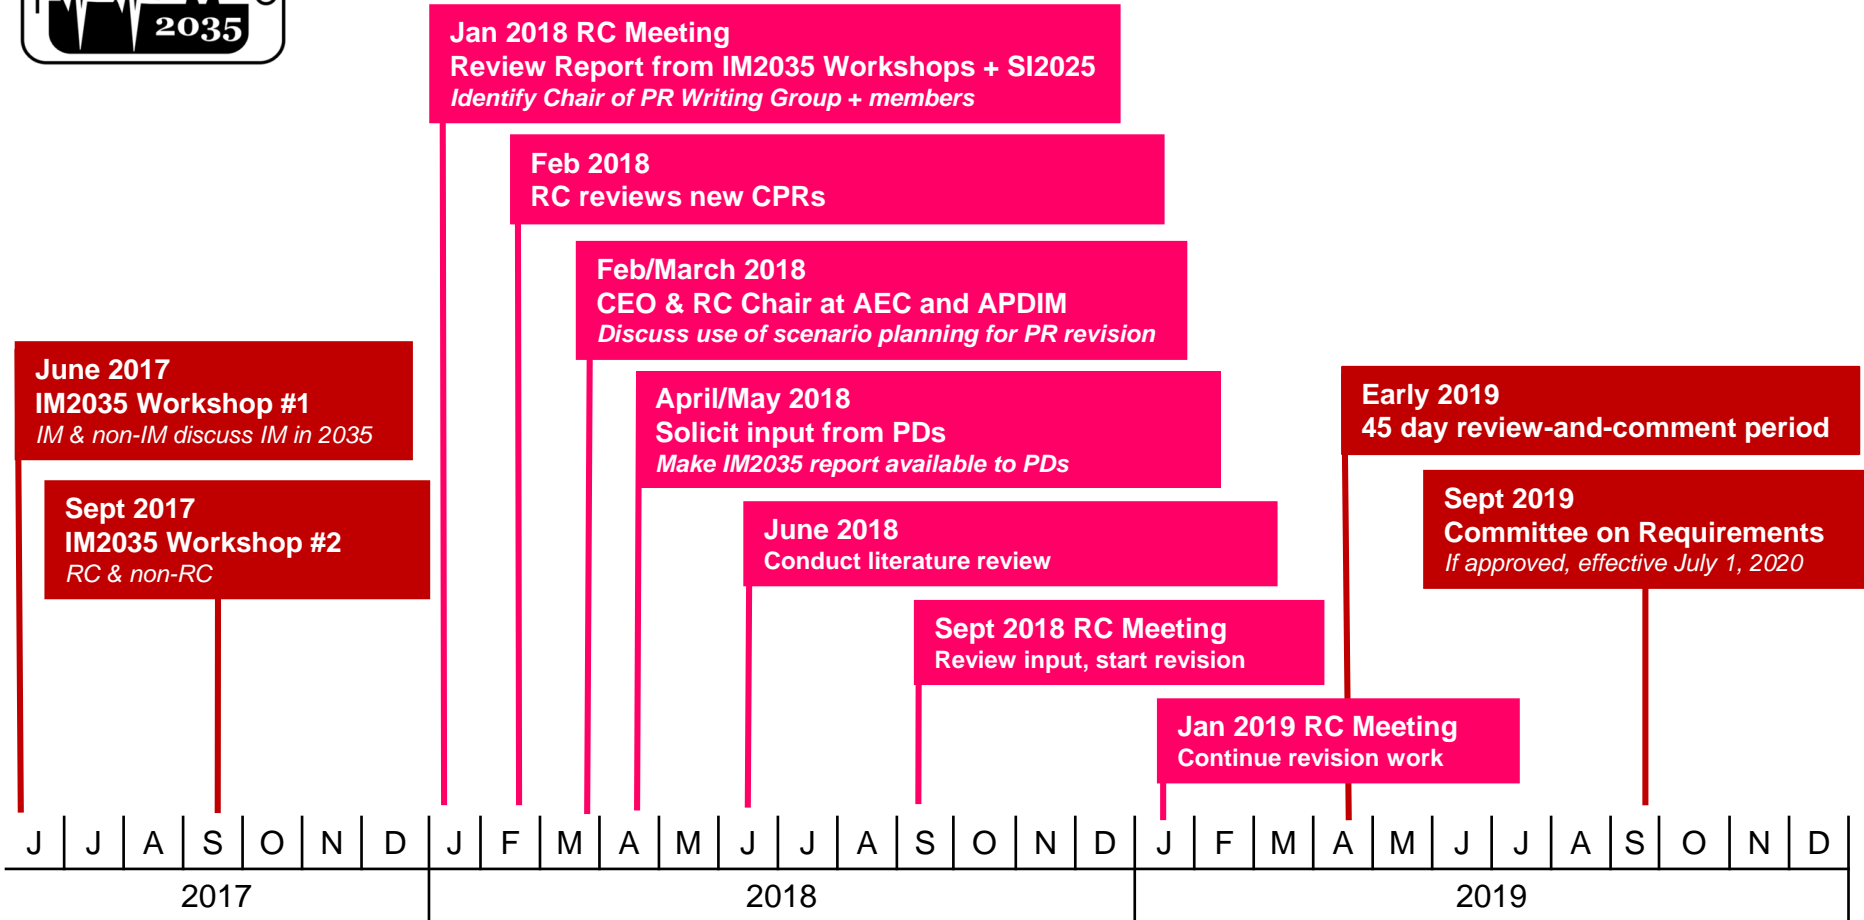 2035
Jan 2018 RC Meeting
Review Report from IM2035 Workshops + SI2025
Identify Chair of PR Writing Group + members
Feb 2018
RC reviews new CPRs
Feb/March 2018
CEO & RC Chair at AEC and APDIM
Discuss use of scenario planning for PR revision
June 2017
IM2035 Workshop #1
IM & non-IM discuss IM in 2035
Sept 2017
IM2035 Workshop #2
RC & non-RC
April/May 2018
Solicit input from PDs
Make IM2035 report available to PDs
June 2018
Conduct literature review
Sept 2018 RC Meeting
Review input, start revision
Jan 2019 RC Meeting
Continue revision work
Early 2019
45 day review-and-comment period
Sept 2019
Committee on Requirements
If approved, effective July 1, 2020
J J A S O N D J F M A M J J A S O N D J F M A M J J A S O N D
2017 2018 2019